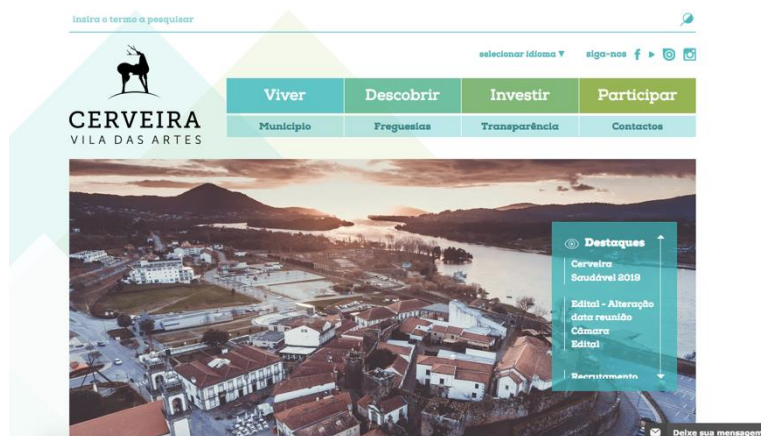 insira o termo a pesquisar
selecionar idioma ▼ siga-nos
CERVEIRA
VILA DAS ARTES
Viver Descobrir Investir Participar
Município Freguesias Transparência Contactos
Destaques
Cerveira
Saudável 2019
Edital - Alteração
data reunião
Câmara
Edital
Recrutamento
Deixe sua mensagem